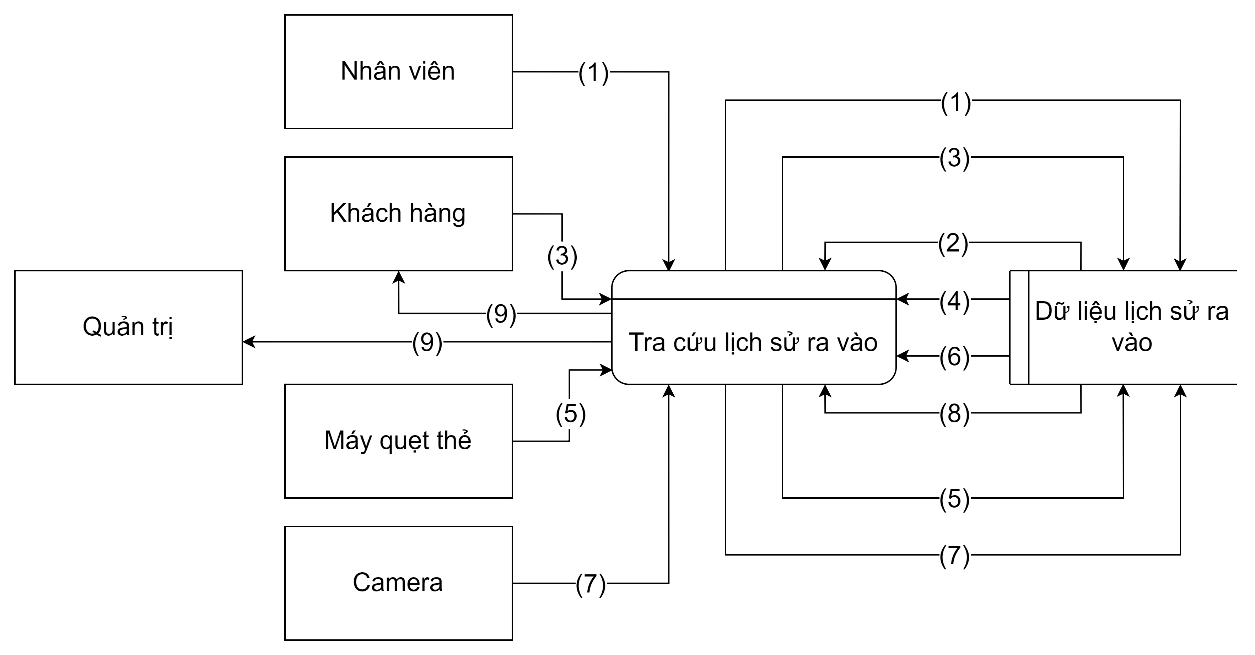 Nhân viên
(1)
(1)
(3)
Khách hàng
(3)
(2)
(9)
(4)
Dữ liệu lịch sử ra
vào
Quản trị
(9)
Tra cứu lịch sử ra vào
(6)
(5)
(8)
Máy quẹt thẻ
(5)
(7)
Camera
(7)